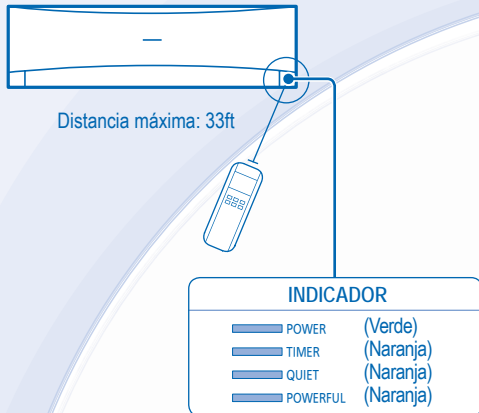 Distancia máxima: 33ft
INDICADOR
POWER (Verde)
TIMER (Naranja)
QUIET (Naranja)
POWERFUL (Naranja)